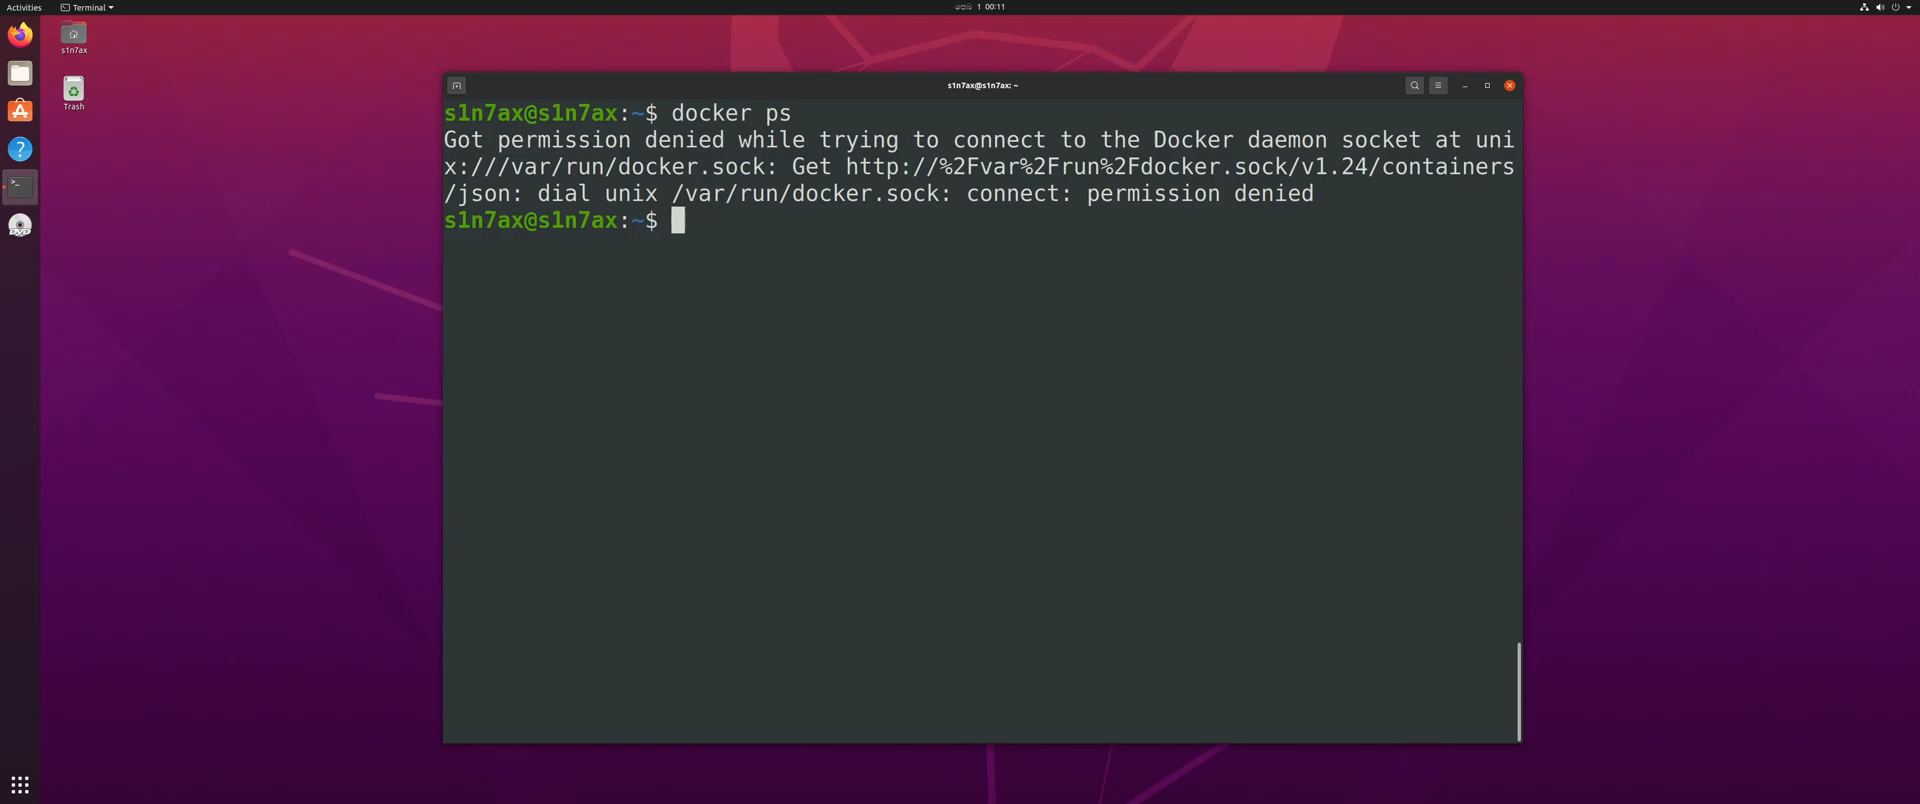 Activities
Terminal
පෙබ 1 00:11
s1n7ax
Trash
s1n7ax@s1n7ax: ~
s1n7ax@s1n7ax:~$ docker ps
Got permission denied while trying to connect to the Docker daemon socket at uni
x:///var/run/docker.sock: Get http://%2Fvar%2Frun%2Fdocker.sock/v1.24/containers
/json: dial unix /var/run/docker.sock: connect: permission denied
s1n7ax@s1n7ax:~$
DVD